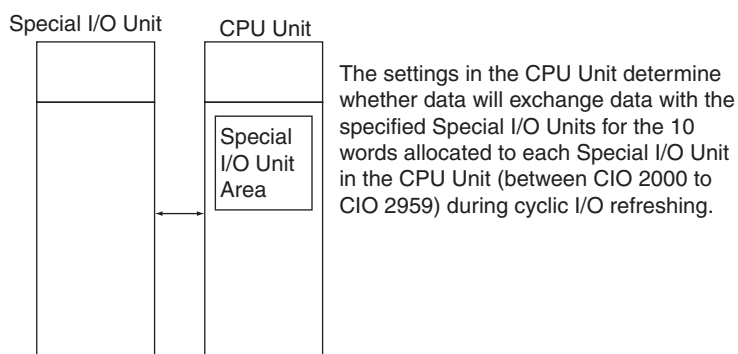 Special I/O Unit
CPU Unit
Special
I/O Unit
Area
The settings in the CPU Unit determine
whether data will exchange data with the
specified Special I/O Units for the 10
words allocated to each Special I/O Unit
in the CPU Unit (between CIO 2000 to
CIO 2959) during cyclic I/O refreshing.